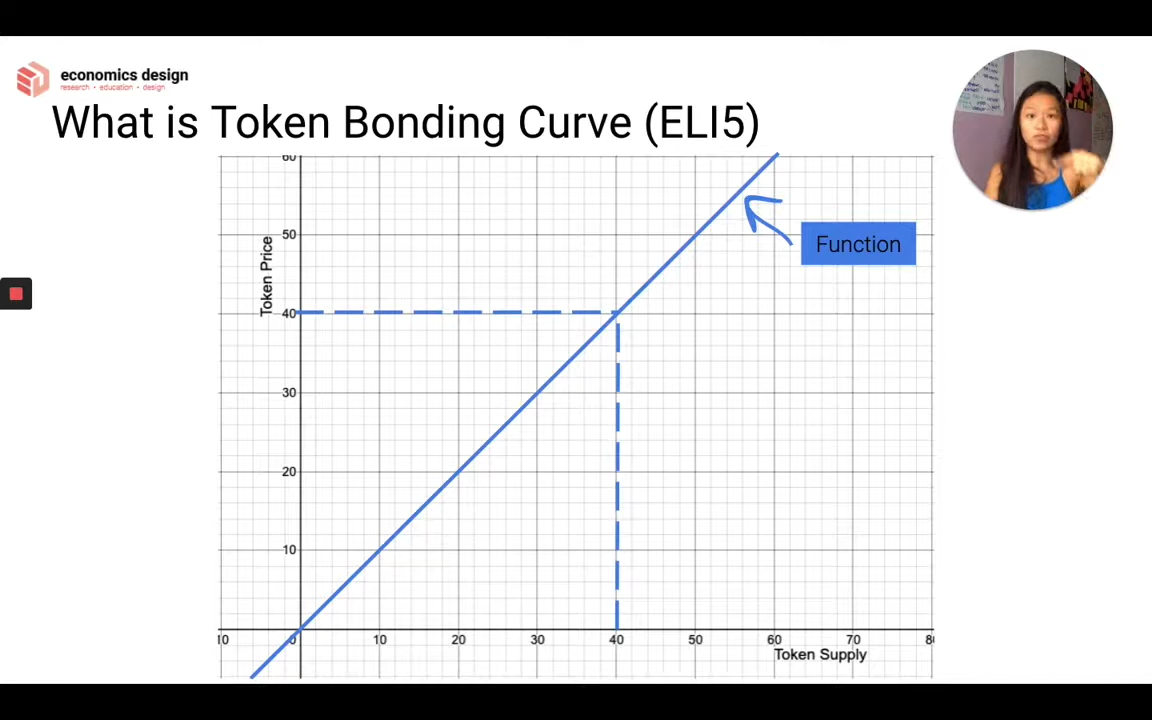 economics design
research • education • design
What is Token Bonding Curve (ELI5)
60
50
Function
Token Price
40
30
20
10
10 0 10 20 30 40 50 60 70 8
Token Supply